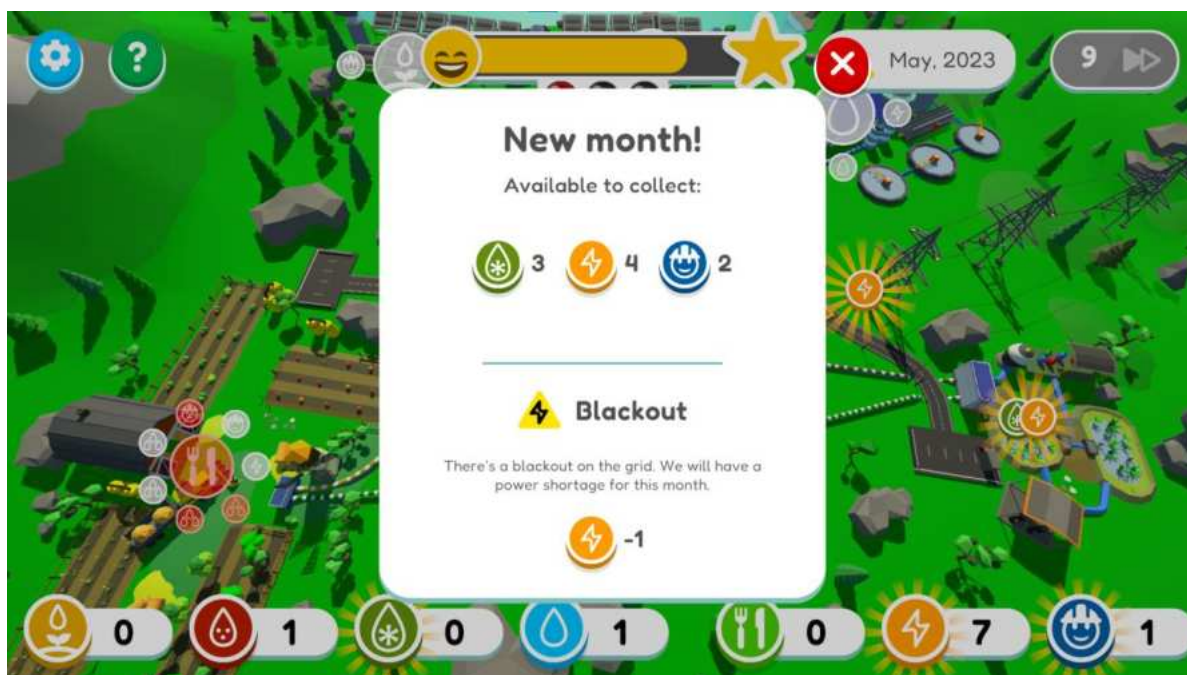 ?
May, 2023
9
New month!
Available to collect:
3 4 2
Blackout
There's a blackout on the grid. We will have a
power shortage for this month.
-1
0 1 0 1 0 7 1